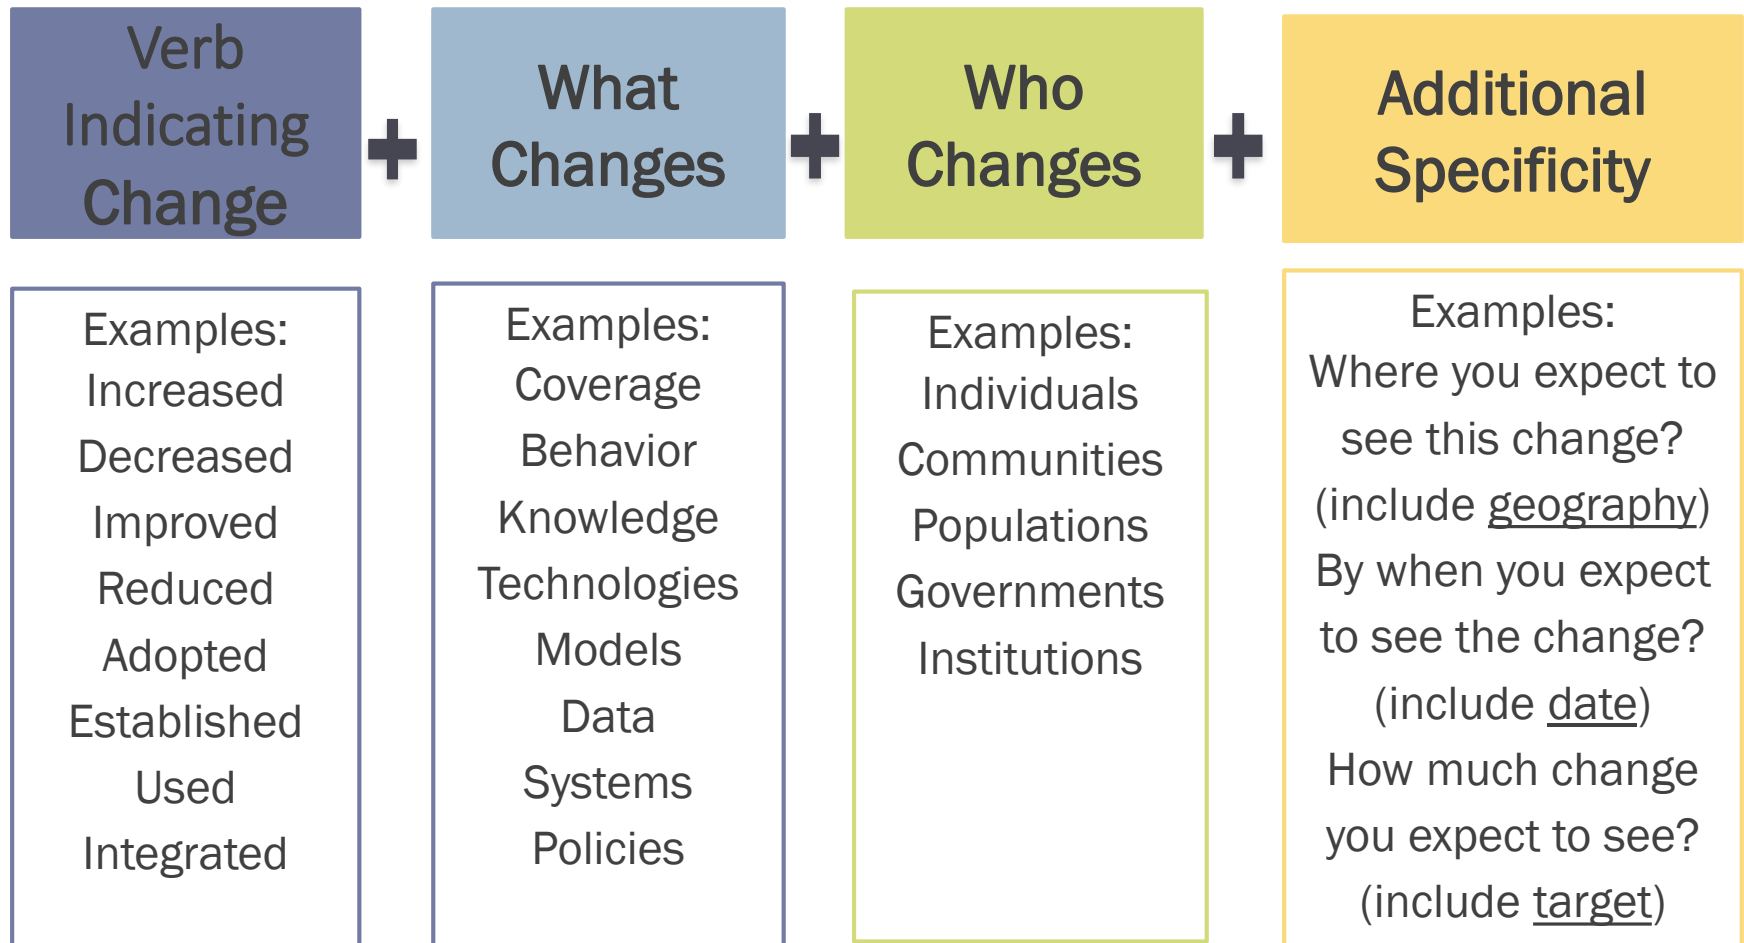 Verb
Indicating
Change
+
What
Changes
+
Who
Changes
+
Additional
Specificity
Examples:
Increased
Decreased
Improved
Reduced
Adopted
Established
Used
Integrated
Examples:
Coverage
Behavior
Knowledge
Technologies
Models
Data
Systems
Policies
Examples:
Individuals
Communities
Populations
Governments
Institutions
Examples:
Where you expect to
see this change?
(include geography)
By when you expect
to see the change?
(include date)
How much change
you expect to see?
(include target)